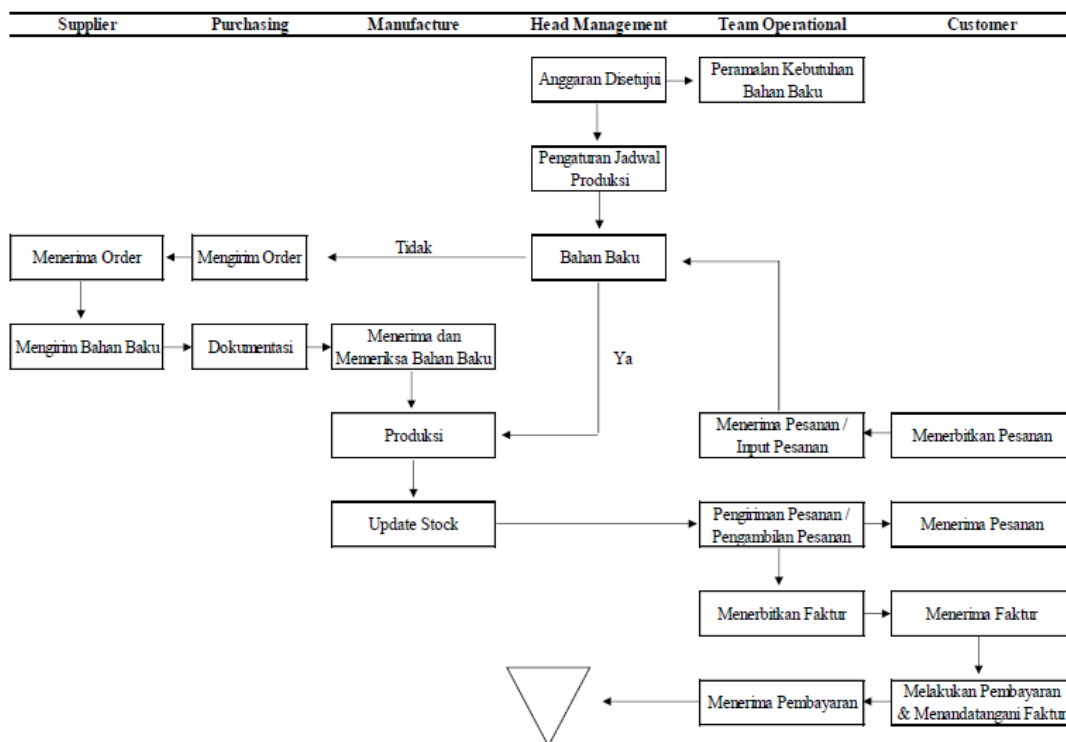 Supplier Purchasing Manufacture Head Management Team Operational Customer
Anggaran Disetujui
Peramalan Kebutuhan
Bahan Baku
Pengaturan Jadwal
Produksi
Menerima Order
Mengirim Order
Tidak
Bahan Baku
Mengirim Bahan Baku
Dokumentasi
Menerima dan
Memeriksa Bahan Baku
Ya
Produksi
Menerima Pesanan /
Input Pesanan
Menerbitkan Pesanan
Update Stock
Pengiriman Pesanan /
Pengambilan Pesanan
Menerima Pesanan
Menerbitkan Faktur
Menerima Faktur
Menerima Pembayaran
Melakukan Pembayaran
& Menandatangani Faktur